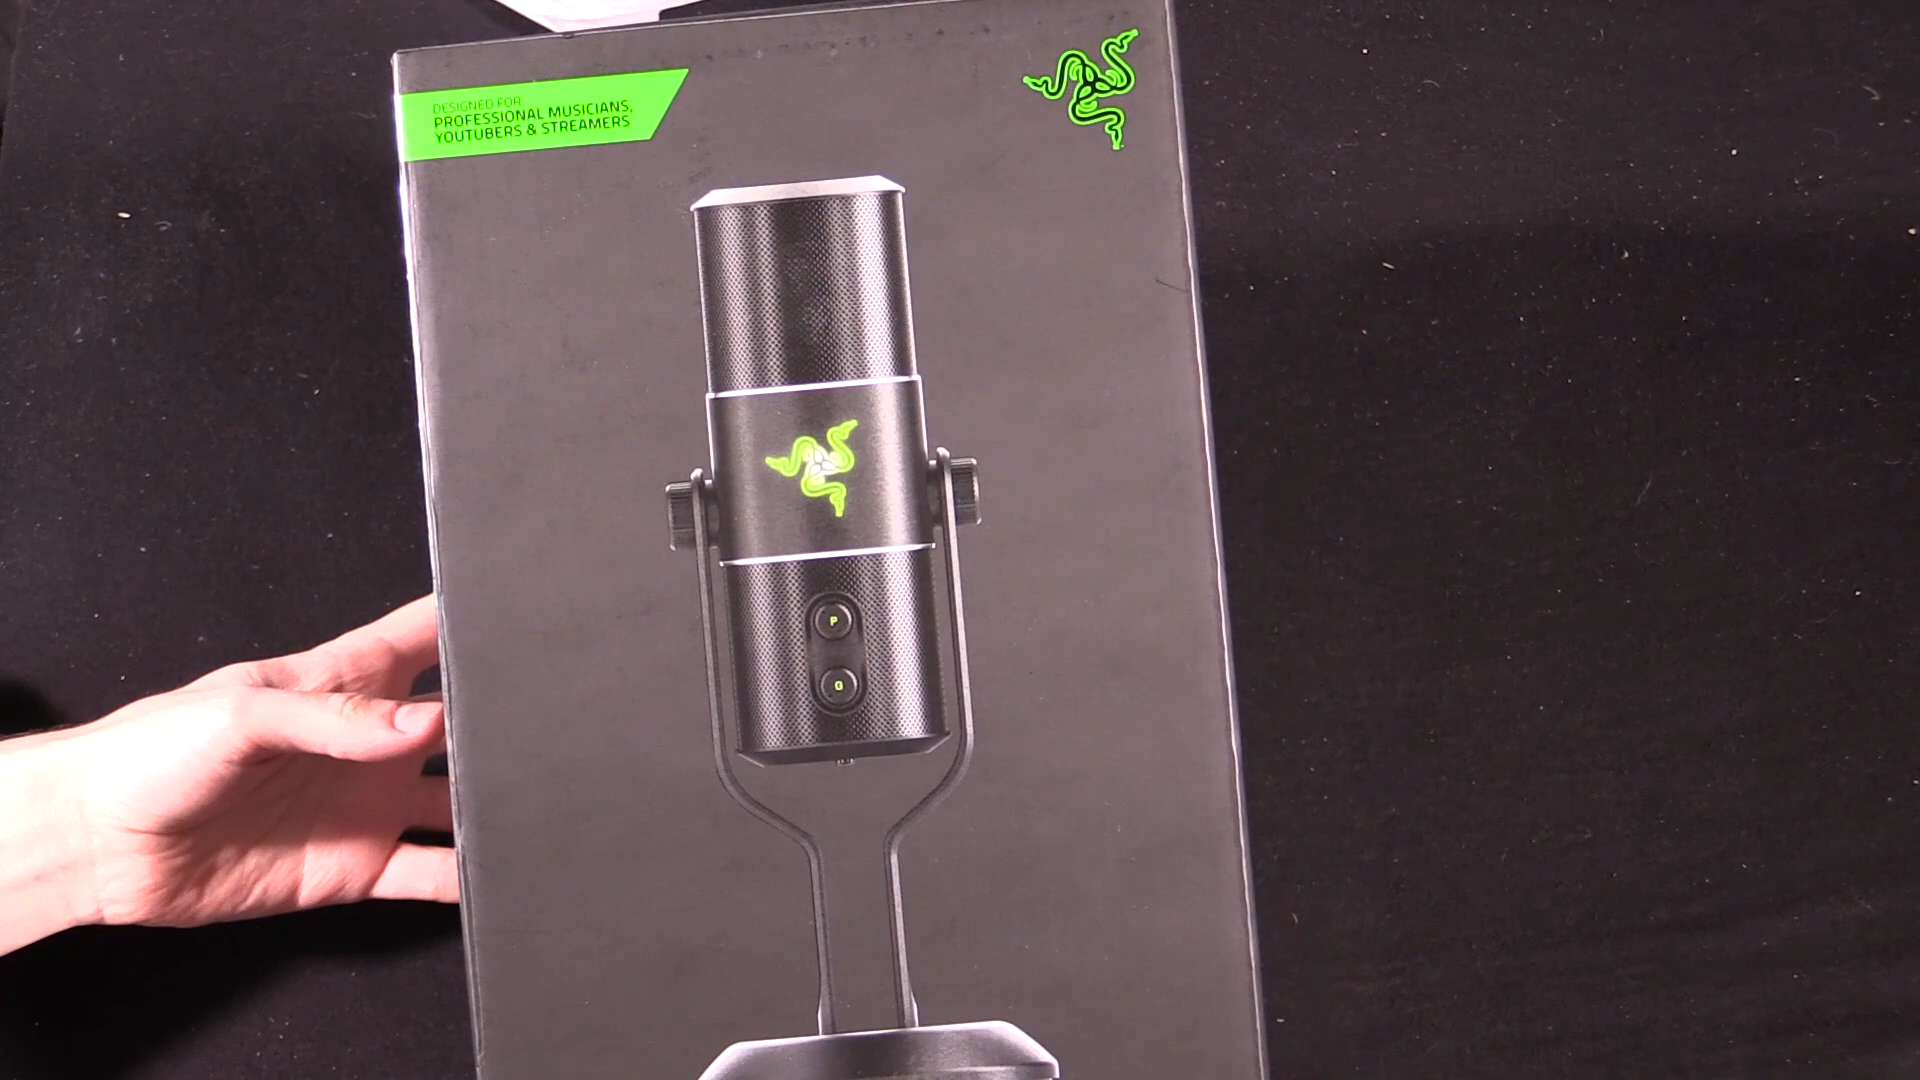 DESIGNED FOR
PROFESSIONAL MUSICIANS,
YOUTUBERS & STREAMERS
P
G